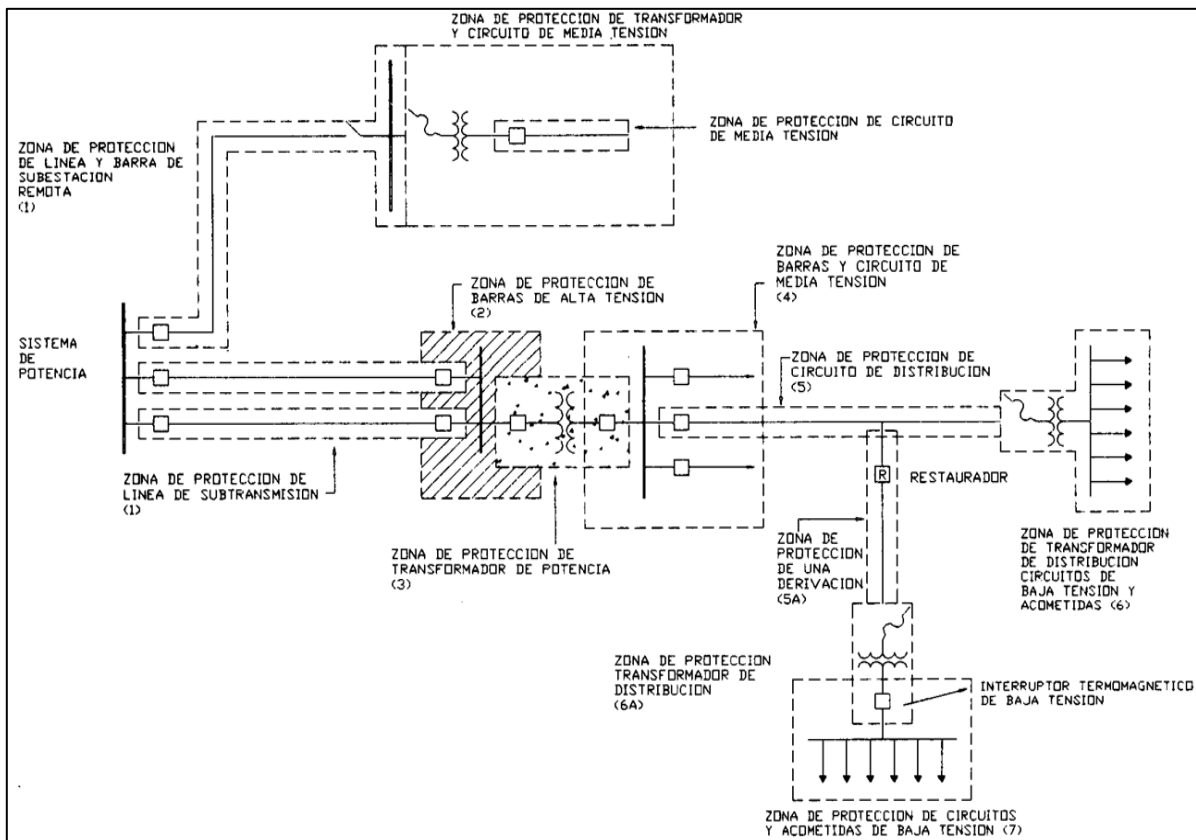 ZONA DE PROTECCION DE TRANSFORMADOR
Y CIRCUITO DE MEDIA TENSION
ZONA DE PROTECCION DE CIRCUITO
DE MEDIA TENSION
ZONA DE PROTECCION
DE LINEA Y BARRA DE
SUBESTACION
REMOTA
(1)
ZONA DE PROTECCION DE
BARRAS DE ALTA TENSION
(2)
ZONA DE PROTECCION DE
BARRAS Y CIRCUITO DE
MEDIA TENSION
(4)
SISTEMA
DE
POTENCIA
ZONA DE PROTECCION DE
CIRCUITO DE DISTRIBUCION
(5)
ZONA DE PROTECCION DE
LINEA DE SUBTRANSMISION
(1)
R
RESTAURADOR
ZONA DE PROTECCION DE
TRANSFORMADOR DE POTENCIA
(3)
ZONA DE
PROTECCION
DE UNA
DERIVACION
(5A)
ZONA DE PROTECCION
DE TRANSFORMADOR
DE DISTRIBUCION
CIRCUITOS DE
BAJA TENSION Y
ACOMETIDAS (6)
ZONA DE PROTECCION
TRANSFORMADOR DE
DISTRIBUCION
(6A)
INTERRUPTOR TERMOMAGNETICO
DE BAJA TENSION
ZONA DE PROTECCION DE CIRCUITOS
Y ACOMETIDAS DE BAJA TENSION (7)